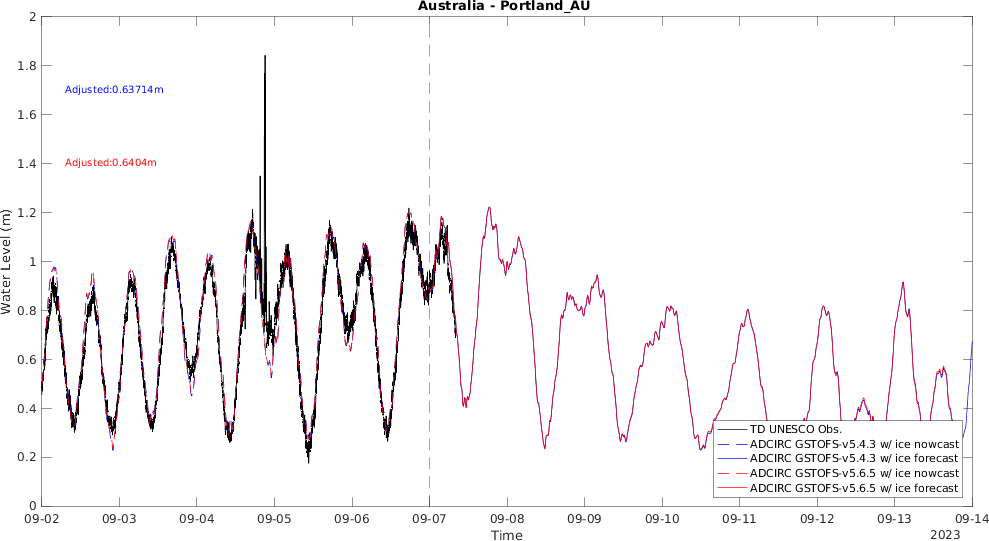 Australia - Portland_AU
2
1.8
1.6
1.4
1.2
1
0.8
0.6
0.4
0.2
0
Water Level (m)
Adjusted:0.63714m
Adjusted:0.6404m
TD UNESCO Obs.
ADCIRC GSTOFS-v5.4.3 w/ ice nowcast
ADCIRC GSTOFS-v5.4.3 w/ ice forecast
ADCIRC GSTOFS-v5.6.5 w/ ice nowcast
ADCIRC GSTOFS-v5.6.5 w/ ice forecast
09-02 09-03 09-04 09-05 09-06 09-07 09-08 09-09 09-10 09-11 09-12 09-13 09-14
Time
2023